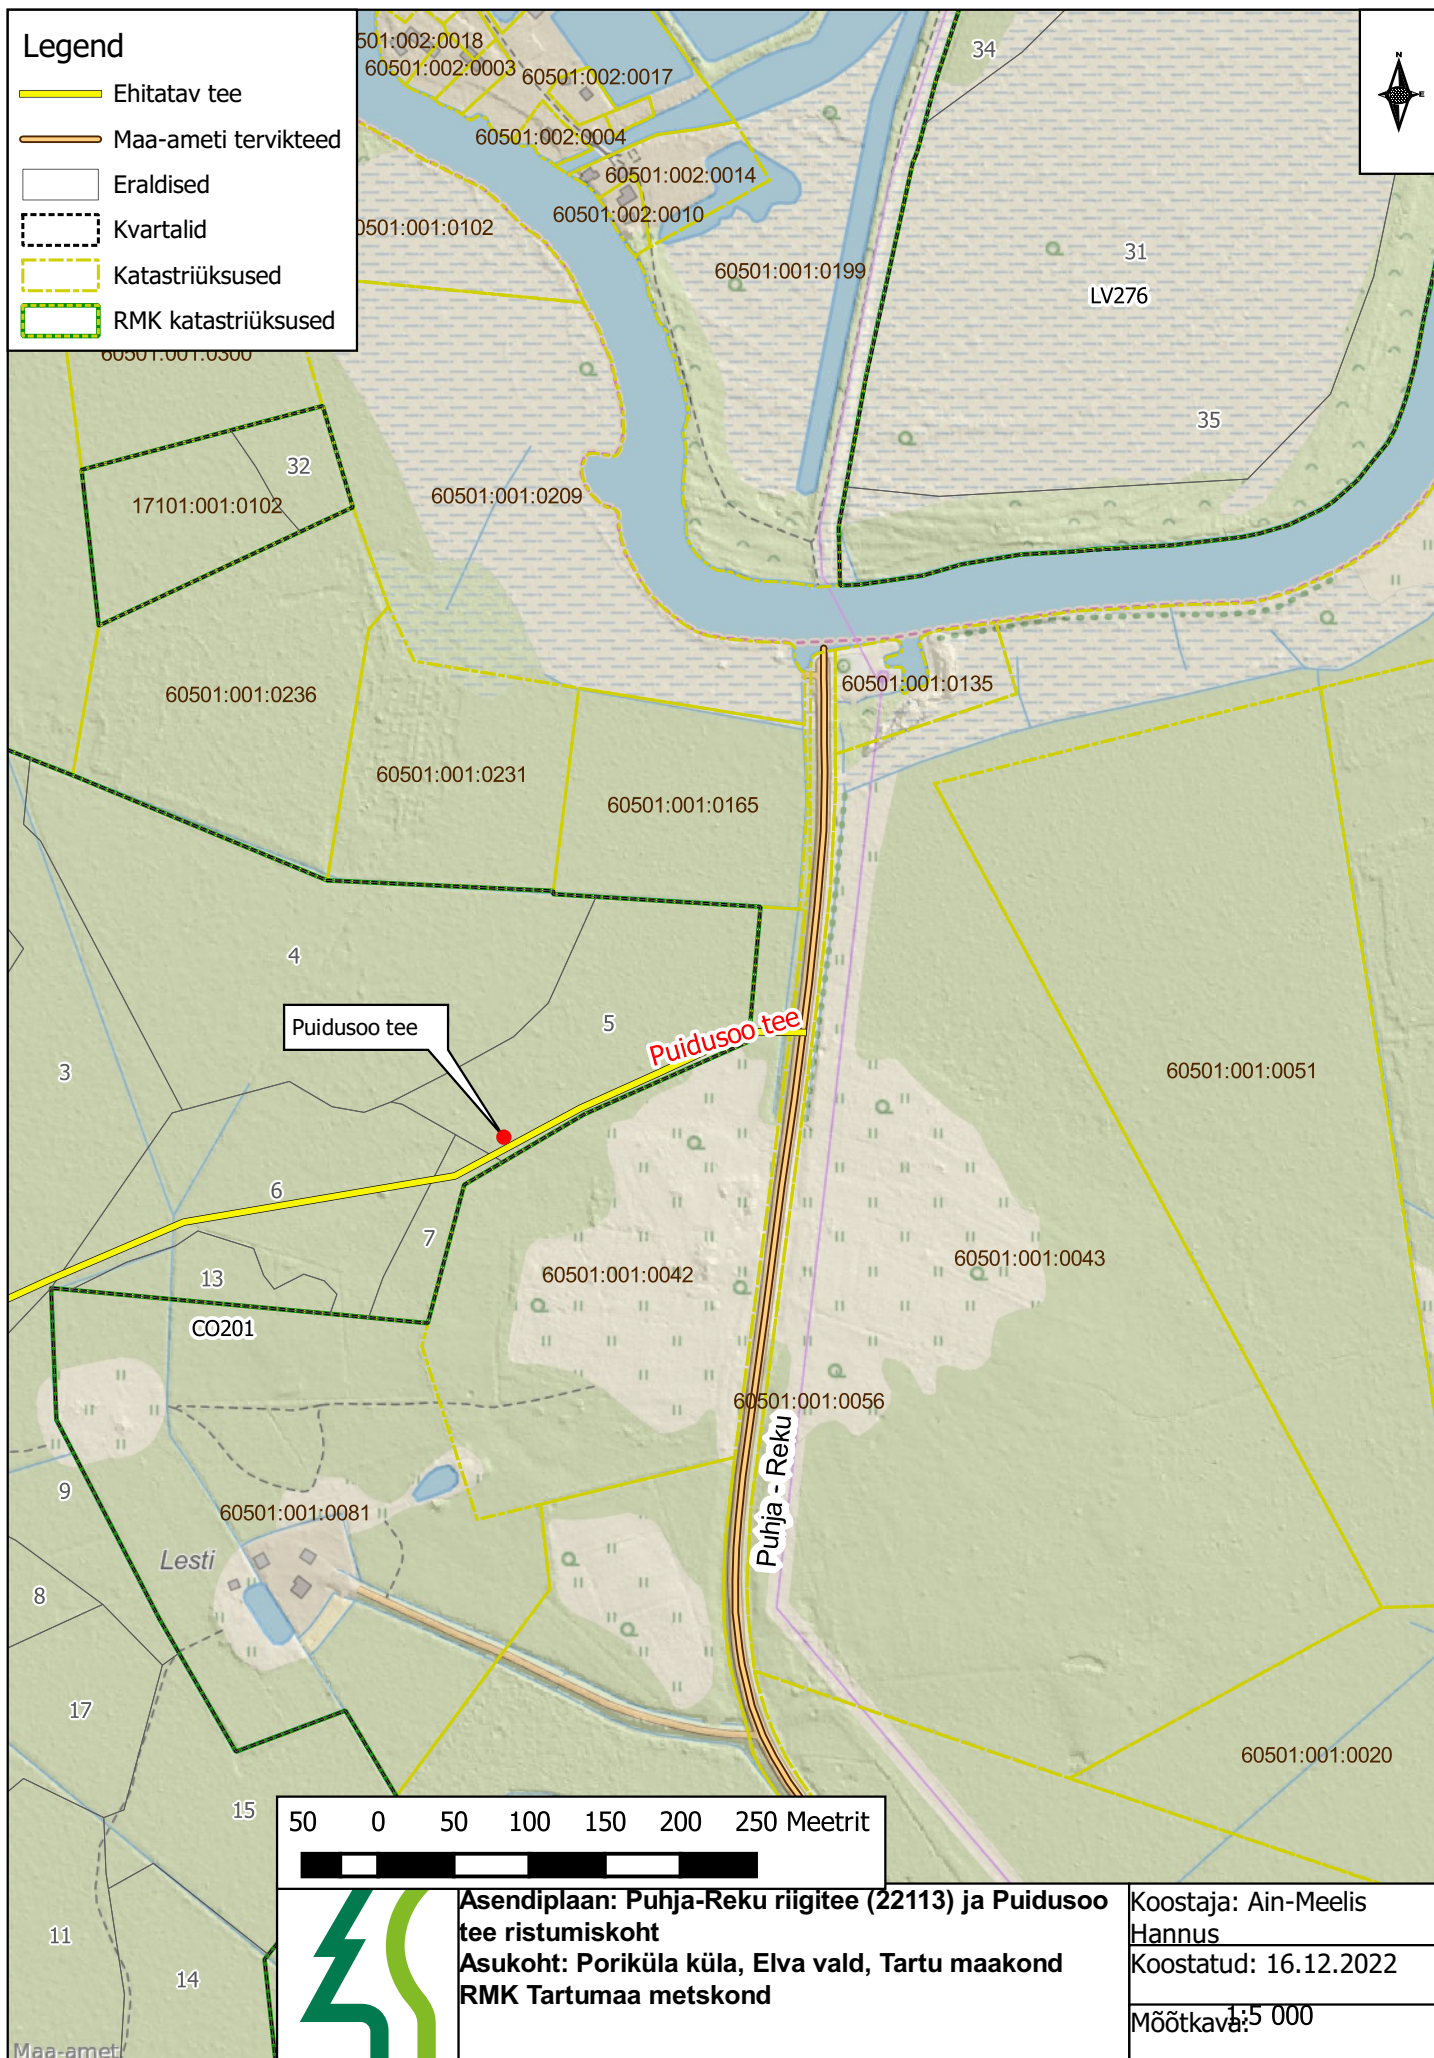 Legend
Ehitatav tee
Maa-ameti tervikteed
Eraldised
Kvartalid
Katastriüksused
RMK katastriüksused
N
E
501:002:0018
60501:002:0003
60501:002:0017
60501:002:0004
60501:002:0014
60501:002:0010
0501:001:0102
60501:001:0199
34
31
LV276
35
60501:001:0300
32
17101:001:0102
60501:001:0209
60501:001:0236
60501:001:0135
60501:001:0231
60501:001:0165
4
5
Puidusoo tee
Puidusoo tee
3
60501:001:0051
6
7
60501:001:0043
13
60501:001:0042
CO201
60501:001:0056
Puhja - Reku
9
60501:001:0081
Lesti
8
17
60501:001:0020
15
11
14
50 0 50 100 150 200 250 Meetrit
Asendiplaan: Puhja-Reku riigitee (22113) ja Puidusoo
tee ristumiskoht
Asukoht: Poriküla küla, Elva vald, Tartu maakond
RMK Tartumaa metskond
Koostaja: Ain-Meelis
Hannus
Koostatud: 16.12.2022
Mõõtkava: 1:5 000
Maa-amet